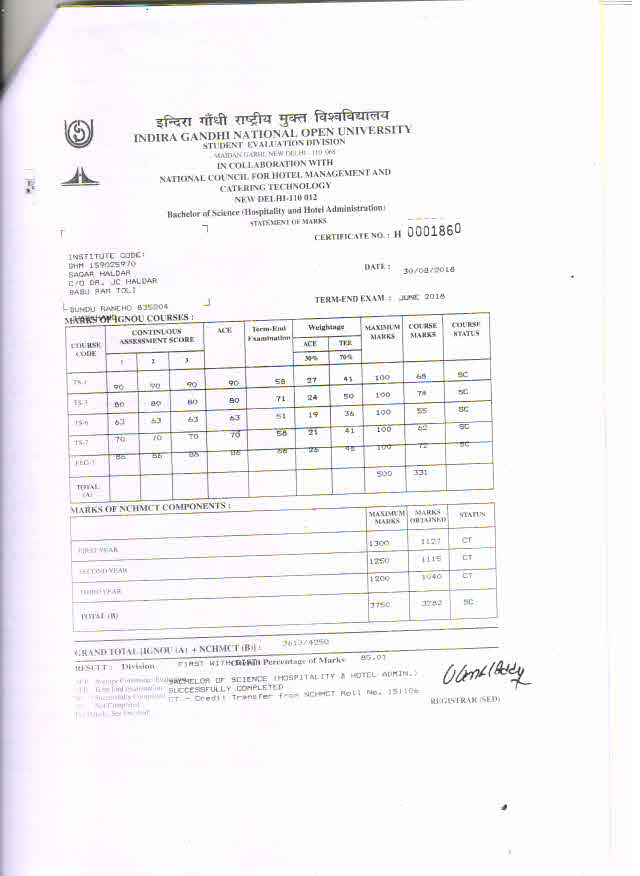 इन्दिरा गाँधी राष्ट्रीय मुक्त विश्वविद्यालय
INDIRA GANDHI NATIONAL OPEN UNIVERSITY
STUDENT EVALUATION DIVISION
MAIDAN GARHI, NEW DELHI - 110 068
IN COLLABORATION WITH
NATIONAL COUNCIL FOR HOTEL MANAGEMENT AND
CATERING TECHNOLOGY
NEW DELHI-110 012
Bachelor of Science (Hospitality and Hotel Administration)
STATEMENT OF MARKS
CERTIFICATE NO. : H 0001860
INSTITUTE CODE:
BHM 159025970
SAGAR HALDAR
C/O DR. JC HALDAR
BABU RAM TOLI
BUNDU RANCHO 835204
DATE : 30/08/2018
TERM-END EXAM. : JUNE 2018
MARKS OF IGNOU COURSES :
COURSE CODE CONTINUOUS ASSESSMENT SCORE ACE Term-End Examination Weightage MAXIMUM MARKS COURSE MARKS COURSE STATUS
1 2 3 ACE TEE
30% 70%
TS-1 90 90 90 90 58 27 41 100 68 SC
TS-3 80 80 80 80 71 24 50 100 74 SC
TS-6 63 63 63 63 51 19 36 100 55 SC
TS-7 70 70 70 70 58 21 41 100 62 SC
FEG-1 86 86 86 86 26 46 100 72 SC
TOTAL (A) 500 331
MARKS OF NCHMCT COMPONENTS :
MAXIMUM MARKS MARKS OBTAINED STATUS
FIRST YEAR 1300 1127 CT
SECOND YEAR 1250 1115 CT
THIRD YEAR 1200 1040 CT
TOTAL (B) 3750 3282 SC
GRAND TOTAL [IGNOU (A) + NCHMCT (B)] : 3613/4250
RESULT : Division FIRST WITH Overall Percentage of Marks 85.01
BACHELOR OF SCIENCE (HOSPITALITY & HOTEL ADMIN.)
Term End Examination SUCCESSFULLY COMPLETED
Successfully Completed CT - Credit Transfer from NCHMCT Roll No. 151106
Not Completed
REGISTRAR (SED)
For Details, See Overleaf